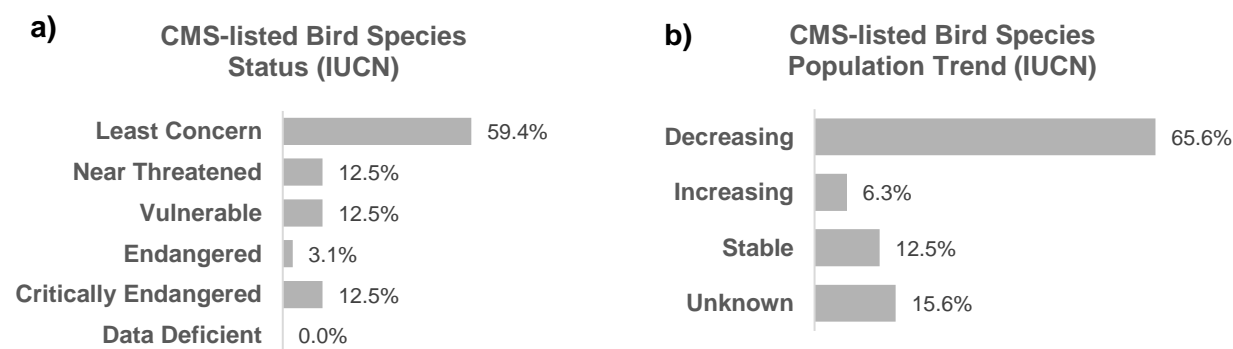 a)
CMS-listed Bird Species
Status (IUCN)
Least Concern 59.4%
Near Threatened 12.5%
Vulnerable 12.5%
Endangered 3.1%
Critically Endangered 12.5%
Data Deficient 0.0%
b)
CMS-listed Bird Species
Population Trend (IUCN)
Decreasing 65.6%
Increasing 6.3%
Stable 12.5%
Unknown 15.6%